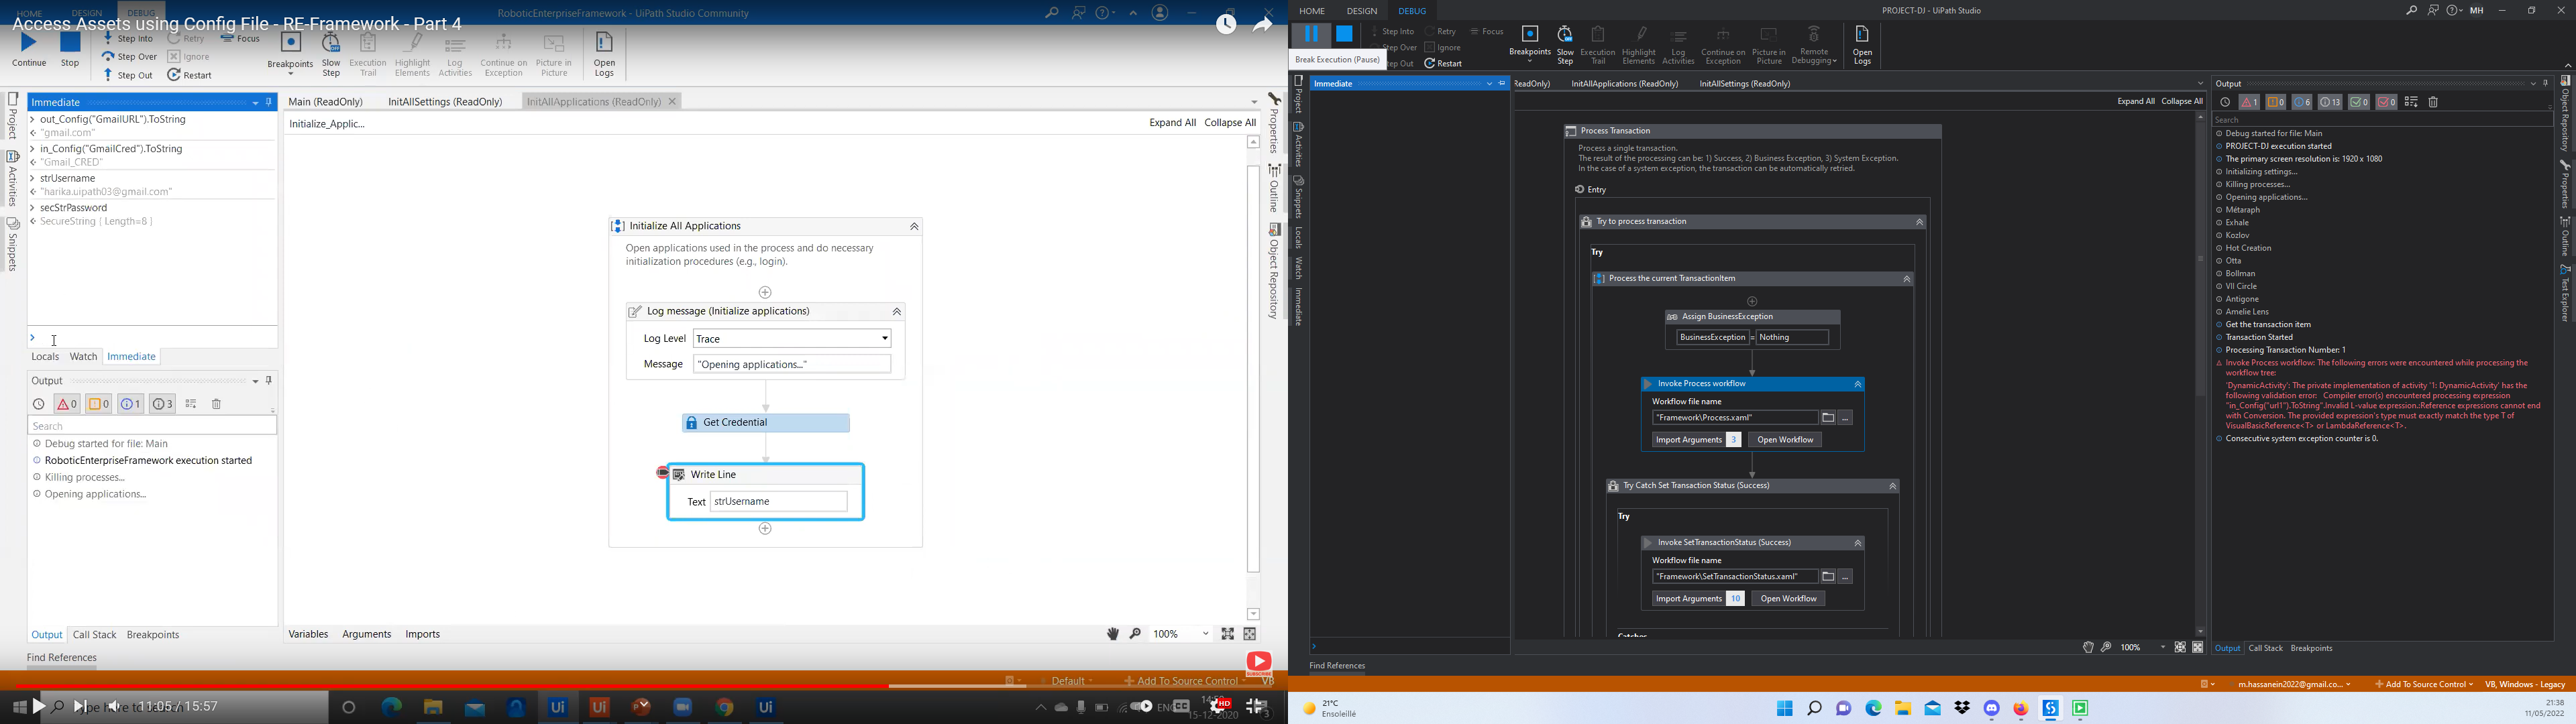 HOME DESIGN DEBUG
RoboticEnterpriseFramework - UiPath Studio Community
Access Assets using Config File - RE-Framework - Part 4
Continue
Stop
Step Into
Step Over
Step Out
Retry
Ignore
Restart
Focus
Breakpoints
Slow Step
Execution Trail
Highlight Elements
Log Activities
Continue on Exception
Picture in Picture
Open Logs
Project
Activities
Snippets
Immediate
out_Config("GmailURL").ToString
"gmail.com"
in_Config("GmailCred").ToString
"Gmail_CRED"
strUsername
"harika.uipath03@gmail.com"
secStrPassword
SecureString { Length=8 }
Locals Watch Immediate
Output
0 0 1 3
Search
Debug started for file: Main
RoboticEnterpriseFramework execution started
Killing processes...
Opening applications...
Output Call Stack Breakpoints
Find References
Main (ReadOnly) InitAllSettings (ReadOnly) InitAllApplications (ReadOnly)
Initialize_Applic...
Expand All Collapse All
Initialize All Applications
Open applications used in the process and do necessary
initialization procedures (e.g., login).
Log message (Initialize applications)
Log Level Trace
Message "Opening applications..."
Get Credential
Write Line
Text strUsername
Variables Arguments Imports
100%
Properties
Outline
Object Repository
SUBSCRIBE
Default Add To Source Control VB
11:05 / 15:57
15-12-2020
HD
HOME DESIGN DEBUG
PROJECT-DJ - UiPath Studio
MH
Break Execution (Pause)
Step Into
Step Over
Step Out
Retry
Ignore
Restart
Focus
Breakpoints
Slow Step
Execution Trail
Highlight Elements
Log Activities
Continue on Exception
Picture in Picture
Remote Debugging
Open Logs
Project
Activities
Snippets
Locals
Watch
Immediate
Immediate
Find References
ReadOnly) InitAllApplications (ReadOnly) InitAllSettings (ReadOnly)
Expand All Collapse All
Process Transaction
Process a single transaction.
The result of the processing can be: 1) Success, 2) Business Exception, 3) System Exception.
In the case of a system exception, the transaction can be automatically retried.
Entry
Try to process transaction
Try
Process the current TransactionItem
Assign BusinessException
BusinessException = Nothing
Invoke Process workflow
Workflow file name
"Framework\Process.xaml"
Import Arguments 3 Open Workflow
Try Catch Set Transaction Status (Success)
Try
Invoke SetTransactionStatus (Success)
Workflow file name
"Framework\SetTransactionStatus.xaml"
Import Arguments 10 Open Workflow
Catches
100%
Output
1 0 6 13 0 0
Search
Debug started for file: Main
PROJECT-DJ execution started
The primary screen resolution is: 1920 x 1080
Initializing settings...
Killing processes...
Opening applications...
Métaraph
Exhale
Kozlov
Hot Creation
Otta
Bollman
VII Circle
Antigone
Amelie Lens
Get the transaction item
Transaction Started
Processing Transaction Number: 1
Invoke Process workflow: The following errors were encountered while processing the
workflow tree:
'DynamicActivity': The private implementation of activity '1: DynamicActivity' has the
following validation error: Compiler error(s) encountered processing expression
"in_Config("url1").ToString".Invalid L-value expression.;Reference expressions cannot end
with Conversion. The provided expression's type must exactly match the type T of
VisualBasicReference<T> or LambdaReference<T>.
Consecutive system exception counter is 0.
Output Call Stack Breakpoints
Object Repository
Properties
Outline
Test Explorer
m.hassanein2022@gmail.co... Add To Source Control VB, Windows - Legacy
21°C
Ensoleillé
21:38
11/05/2022